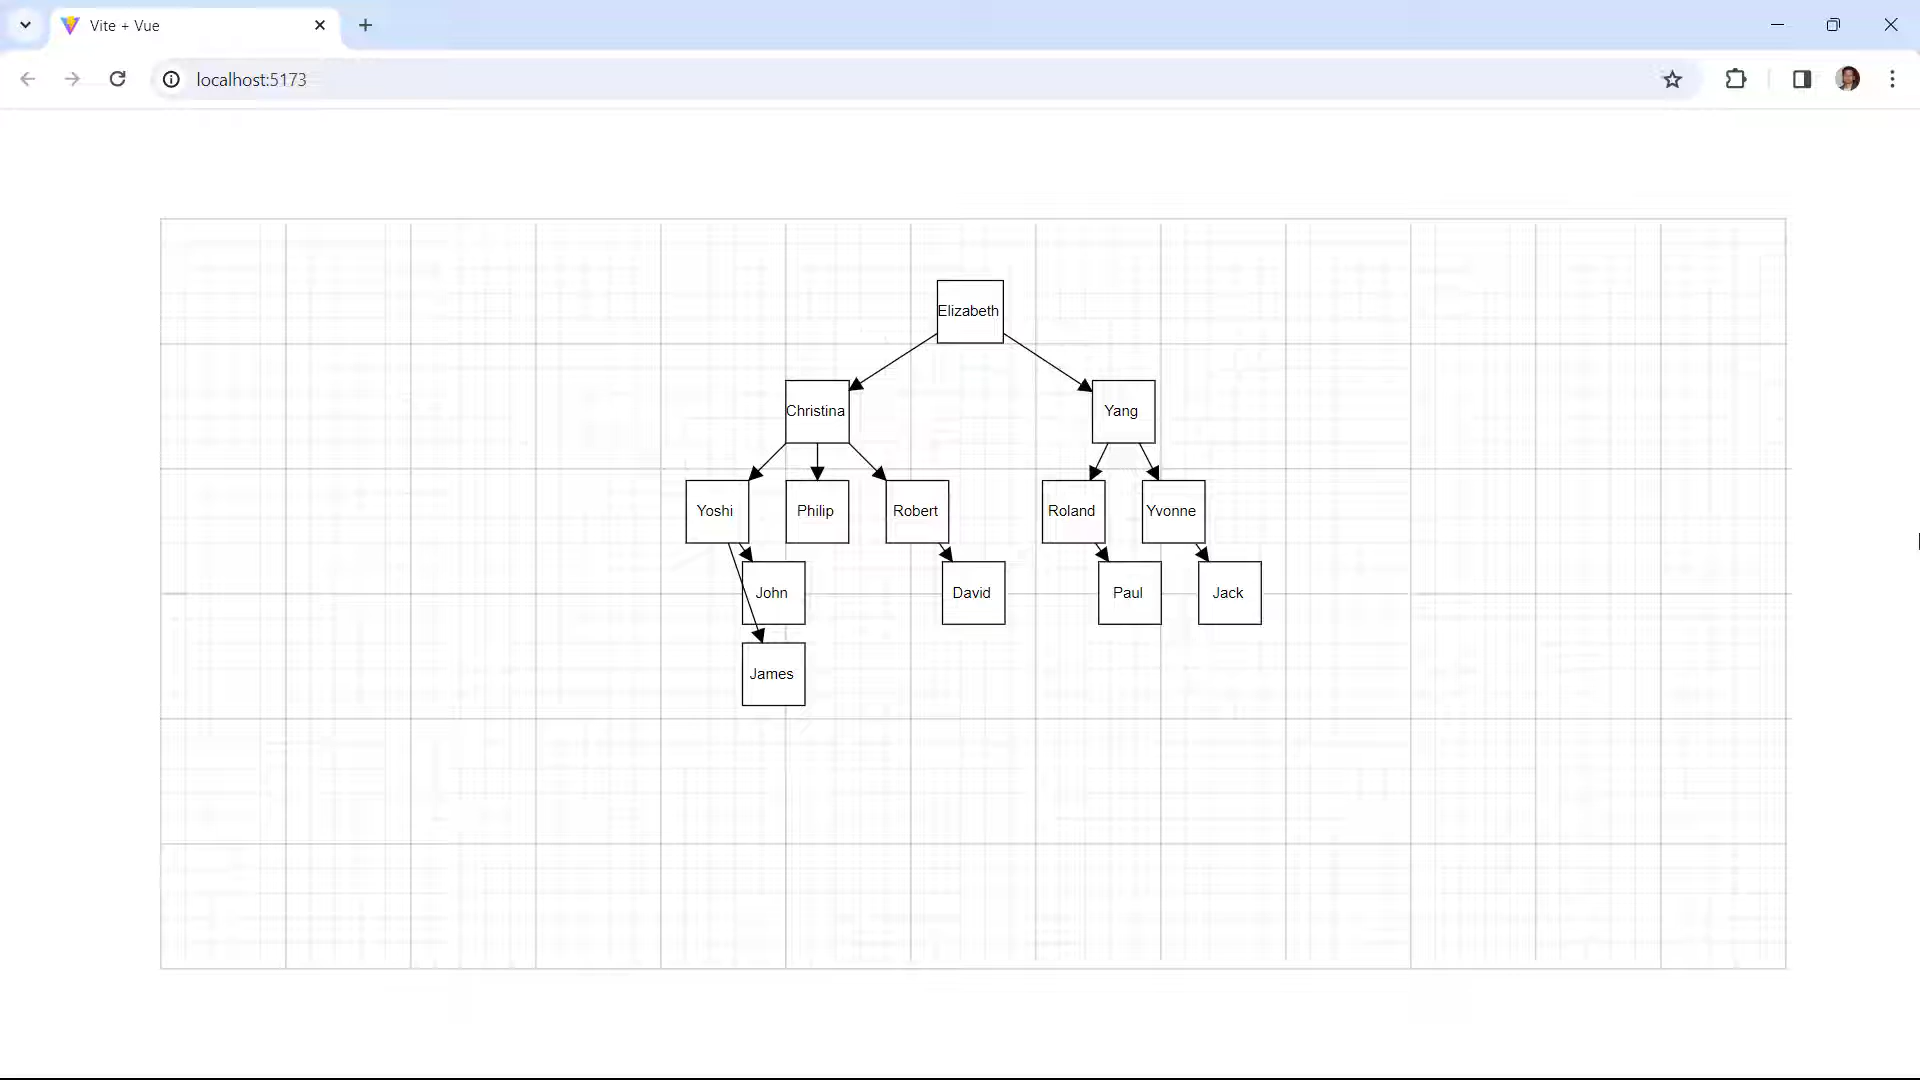 Vite + Vue
localhost:5173
Elizabeth
Christina
Yang
Yoshi
Philip
Robert
Roland
Yvonne
John
David
Paul
Jack
James